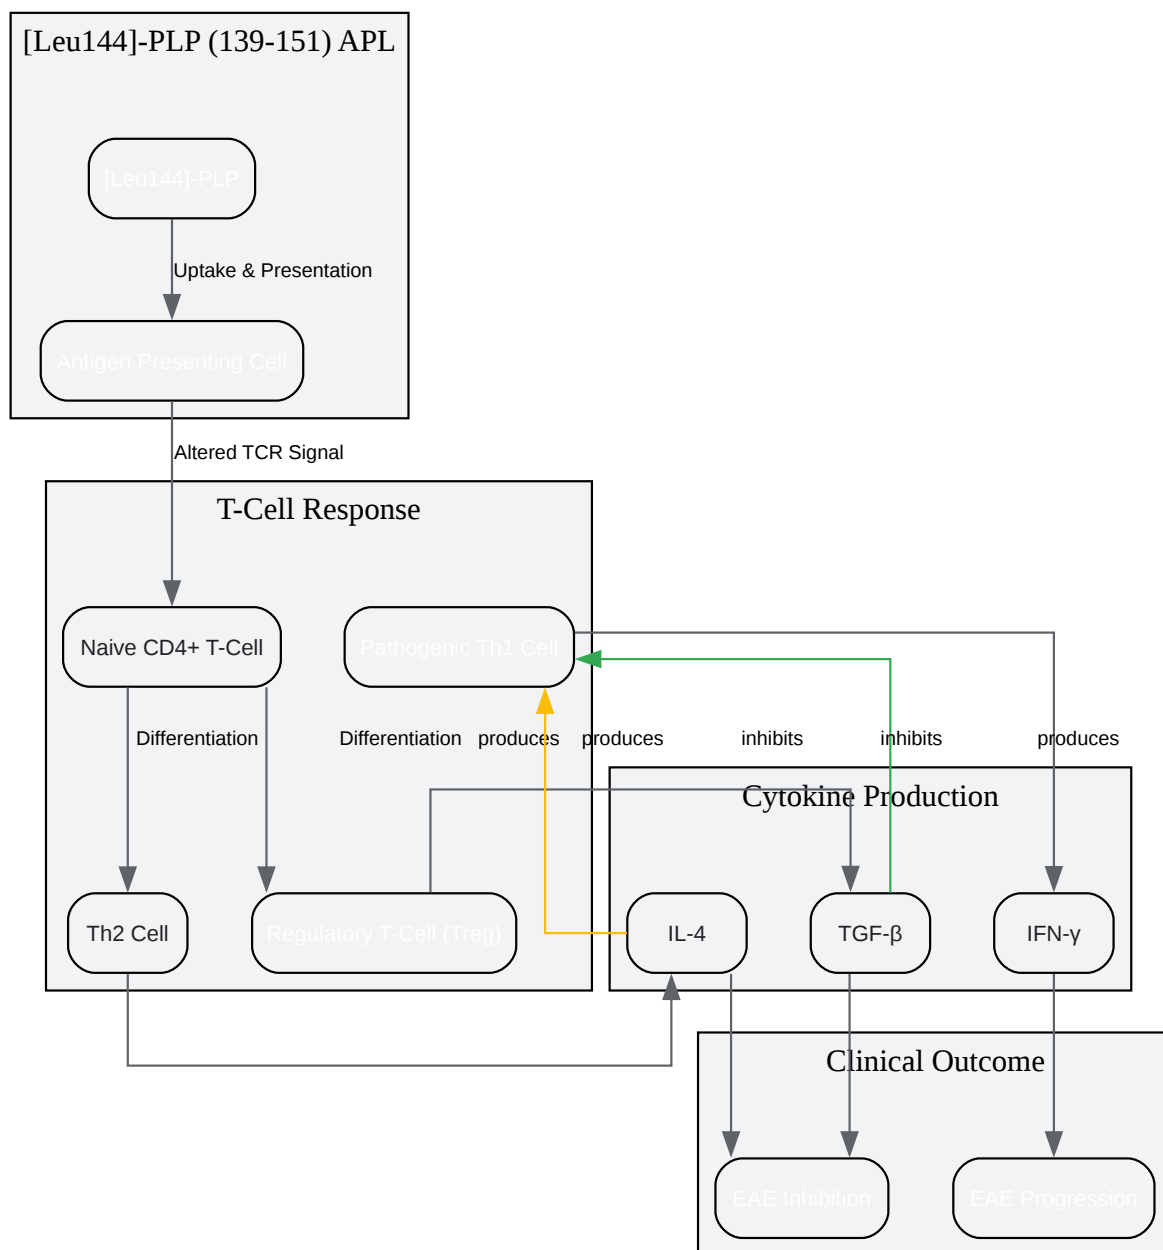 [Leu144]-PLP (139-151) APL
[Leu144]-PLP
Uptake & Presentation
Antigen Presenting Cell
Altered TCR Signal
T-Cell Response
Naive CD4+ T-Cell
Pathogenic Th1 Cell
Differentiation
Differentiation
produces
produces
inhibits
inhibits
produces
Cytokine Production
Th2 Cell
Regulatory T-Cell (Treg)
IL-4
TGF-β
IFN-γ
Clinical Outcome
EAE Inhibition
EAE Progression